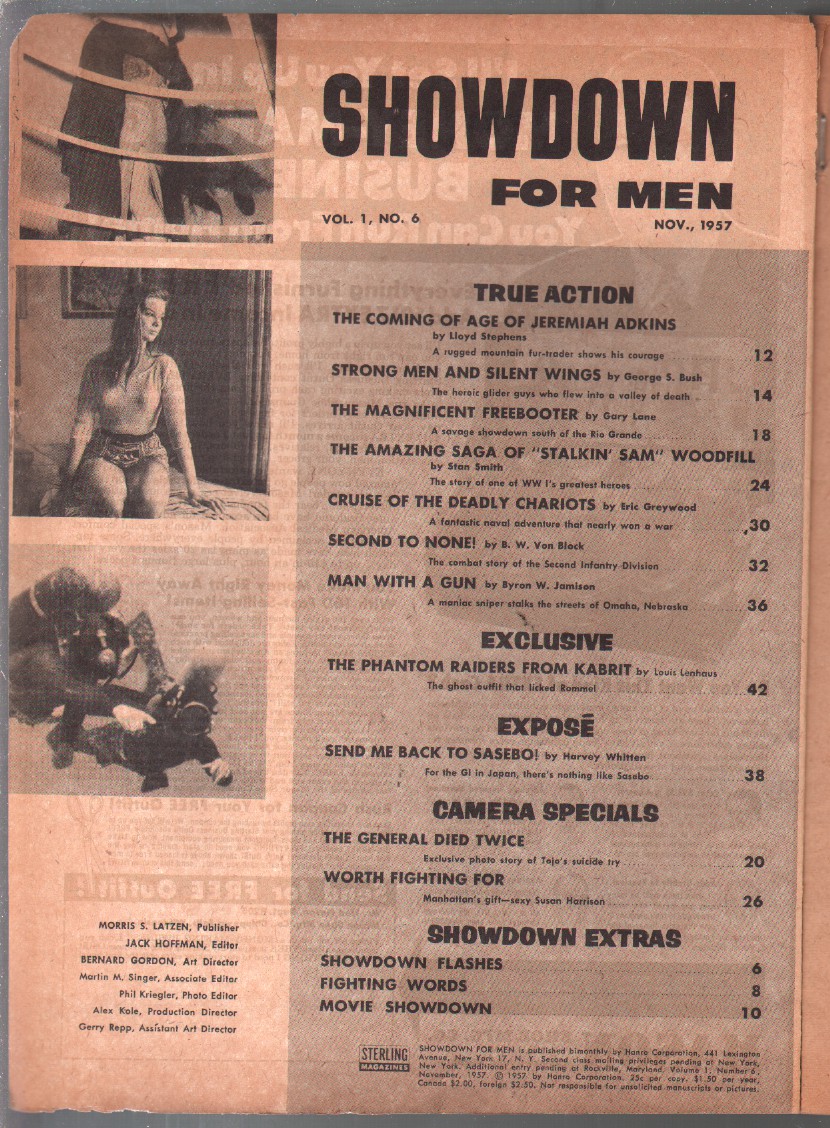 SHOWDOWN
FOR MEN
VOL. 1, NO. 6
NOV., 1957
TRUE ACTION
THE COMING OF AGE OF JEREMIAH ADKINS
by Lloyd Stephens
A rugged mountain fur-trader shows his courage 12
STRONG MEN AND SILENT WINGS by George S. Bush
The heroic glider guys who flew into a valley of death 14
THE MAGNIFICENT FREEBOOTER by Gary Lane
A savage showdown south of the Rio Grande 18
THE AMAZING SAGA OF "STALKIN' SAM" WOODFILL
by Stan Smith
The story of one of WW I's greatest heroes 24
CRUISE OF THE DEADLY CHARIOTS by Eric Greywood
A fantastic naval adventure that nearly won a war 30
SECOND TO NONE! by B. W. Von Block
The combat story of the Second Infantry Division 32
MAN WITH A GUN by Byron W. Jamison
A maniac sniper stalks the streets of Omaha, Nebraska 36
EXCLUSIVE
THE PHANTOM RAIDERS FROM KABRIT by Louis Lenhaus
The ghost outfit that licked Rommel 42
EXPOSÉ
SEND ME BACK TO SASEBO! by Harvey Whitten
For the GI in Japan, there's nothing like Sasebo 38
CAMERA SPECIALS
THE GENERAL DIED TWICE
Exclusive photo story of Tojo's suicide try 20
WORTH FIGHTING FOR
Manhattan's gift—sexy Susan Harrison 26
SHOWDOWN EXTRAS
SHOWDOWN FLASHES 6
FIGHTING WORDS 8
MOVIE SHOWDOWN 10
MORRIS S. LATZEN, Publisher
JACK HOFFMAN, Editor
BERNARD GORDON, Art Director
Martin M. Singer, Associate Editor
Phil Kriegler, Photo Editor
Alex Kole, Production Director
Gerry Repp, Assistant Art Director
STERLING
MAGAZINES
SHOWDOWN FOR MEN is published bimonthly by Hanro Corporation, 441 Lexington
Avenue, New York 17, N. Y. Second class mailing privileges pending at New York,
New York. Additional entry pending at Rockville, Maryland. Volume 1, Number 6,
November, 1957. © 1957 by Hanro Corporation. 25c per copy. $1.50 per year,
Canada $2.00, foreign $2.50. Not responsible for unsolicited manuscripts or pictures.